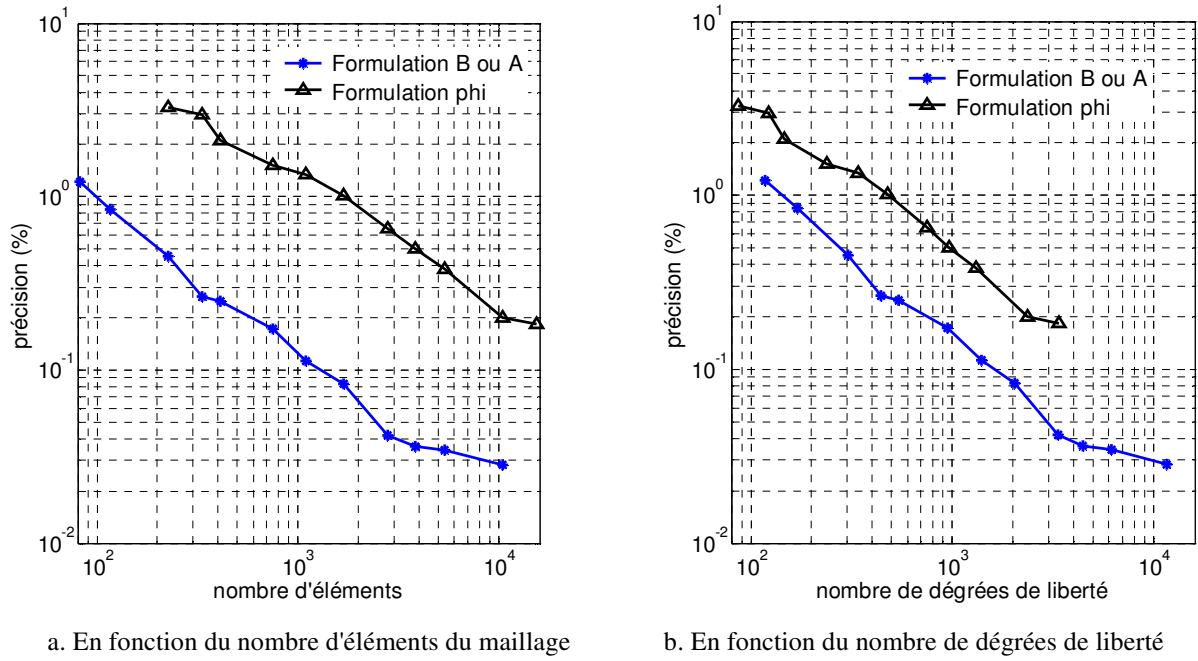 10^1
10^0
10^-1
10^-2
précision (%)
Formulation B ou A
Formulation phi
10^2
10^3
10^4
nombre d'éléments
a. En fonction du nombre d'éléments du maillage
10^1
10^0
10^-1
10^-2
précision (%)
Formulation B ou A
Formulation phi
10^2
10^3
10^4
nombre de dégrées de liberté
b. En fonction du nombre de dégrées de liberté